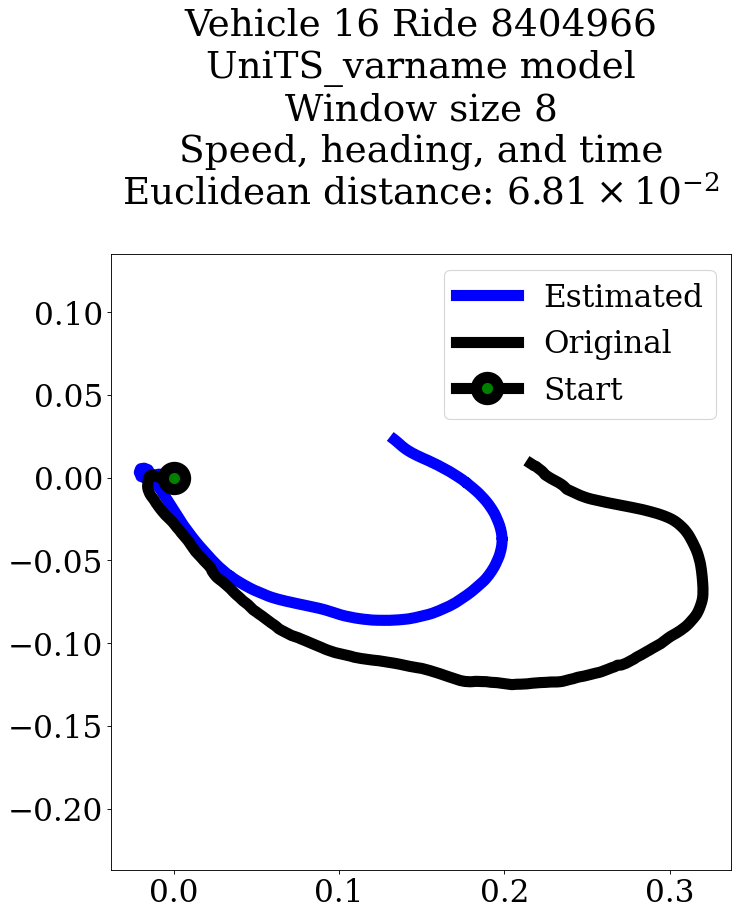 Vehicle 16 Ride 8404966
UniTS_varname model
Window size 8
Speed, heading, and time
Euclidean distance: 6.81 × 10⁻²
Estimated
Original
Start
0.10
0.05
0.00
−0.05
−0.10
−0.15
−0.20
0.0 0.1 0.2 0.3